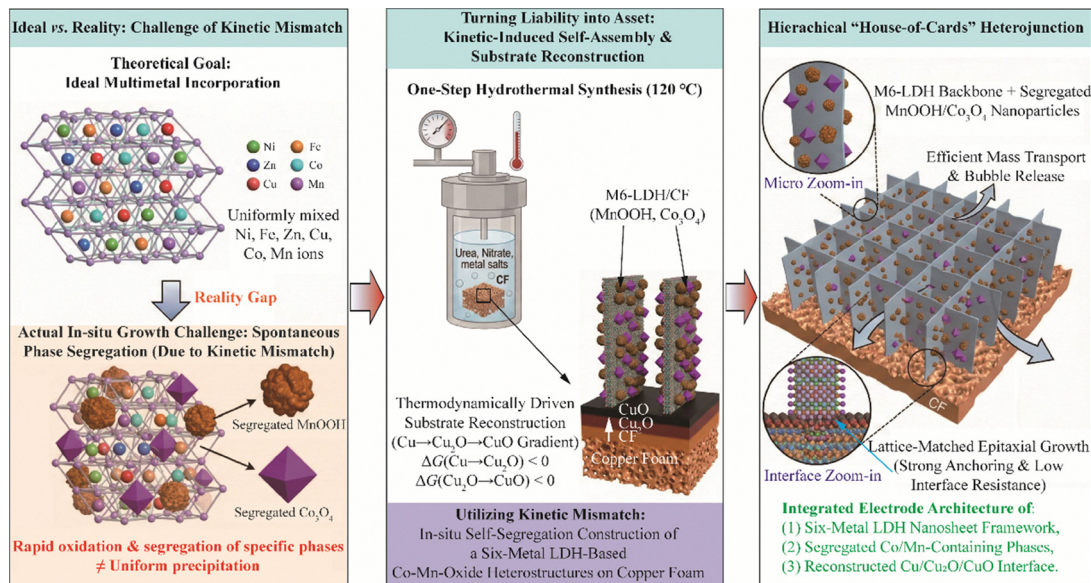 Ideal vs. Reality: Challenge of Kinetic Mismatch
Theoretical Goal:
Ideal Multimetal Incorporation
Ni
Fe
Zn
Co
Cu
Mn
Uniformly mixed
Ni, Fe, Zn, Cu,
Co, Mn ions
Reality Gap
Actual In-situ Growth Challenge: Spontaneous
Phase Segregation (Due to Kinetic Mismatch)
Segregated MnOOH
Segregated Co₃O₄
Rapid oxidation & segregation of specific phases
≠ Uniform precipitation
Turning Liability into Asset:
Kinetic-Induced Self-Assembly &
Substrate Reconstruction
One-Step Hydrothermal Synthesis (120 °C)
Urea, Nitrate,
metal salts
CF
M6-LDH/CF
(MnOOH, Co₃O₄)
Thermodynamically Driven
Substrate Reconstruction
(Cu→Cu₂O→CuO Gradient)
ΔG(Cu→Cu₂O) < 0
ΔG(Cu₂O→CuO) < 0
CuO
Cu₂O
CF
Copper Foam
Utilizing Kinetic Mismatch:
In-situ Self-Segregation Construction of
a Six-Metal LDH-Based
Co-Mn-Oxide Heterostructures on Copper Foam
Hierachical “House-of-Cards” Heterojunction
M6-LDH Backbone + Segregated
MnOOH/Co₃O₄ Nanoparticles
Micro Zoom-in
Efficient Mass Transport
& Bubble Release
CF
Interface Zoom-in
Lattice-Matched Epitaxial Growth
(Strong Anchoring & Low
Interface Resistance)
Integrated Electrode Architecture of:
(1) Six-Metal LDH Nanosheet Framework,
(2) Segregated Co/Mn-Containing Phases,
(3) Reconstructed Cu/Cu₂O/CuO Interface.